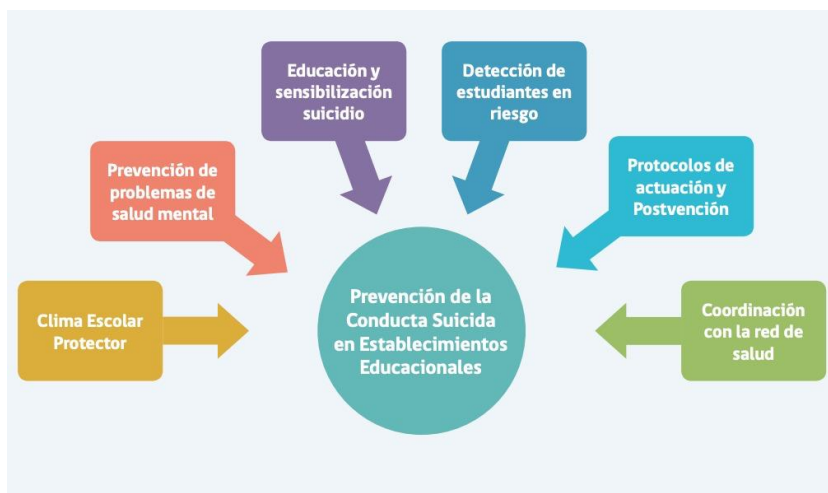 Educación y
sensibilización
suicidio
Detección de
estudiantes en
riesgo
Prevención de
problemas de
salud mental
Protocolos de
actuación y
Postvención
Clima Escolar
Protector
Prevención de la
Conducta Suicida
en Establecimientos
Educacionales
Coordinación
con la red de
salud